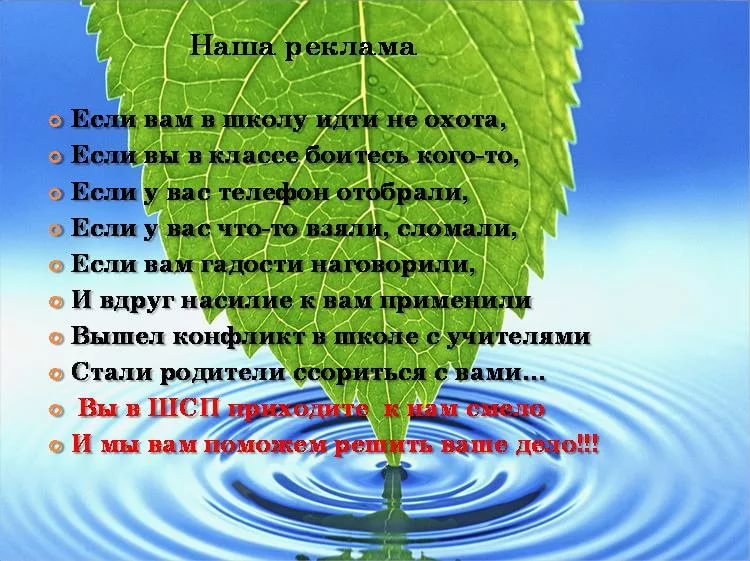 Наша реклама
Если вам в школу идти не охота,
Если вы в классе боитесь кого-то,
Если у вас телефон отобрали,
Если у вас что-то взяли, сломали,
Если вам гадости наговорили,
И вдруг насилие к вам применили
Вышел конфликт в школе с учителями
Стали родители ссориться с вами…
Вы в ШСП приходите к нам смело
И мы вам поможем решить ваше дело!!!